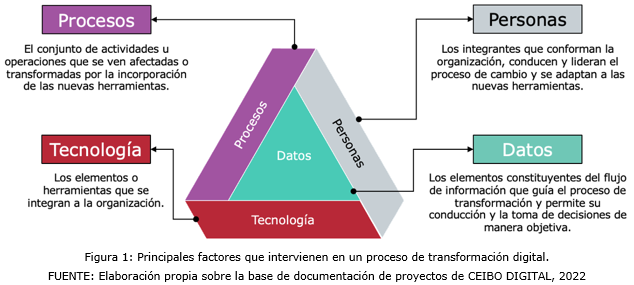 Procesos
El conjunto de actividades u
operaciones que se ven afectadas o
transformadas por la incorporación
de las nuevas herramientas.
Personas
Los integrantes que conforman la
organización, conducen y lideran el
proceso de cambio y se adaptan a las
nuevas herramientas.
Procesos
Personas
Datos
Tecnología
Tecnología
Los elementos o
herramientas que se
integran a la organización.
Datos
Los elementos constituyentes del flujo
de información que guía el proceso de
transformación y permite su
conducción y la toma de decisiones de
manera objetiva.
Figura 1: Principales factores que intervienen en un proceso de transformación digital.
FUENTE: Elaboración propia sobre la base de documentación de proyectos de CEIBO DIGITAL, 2022